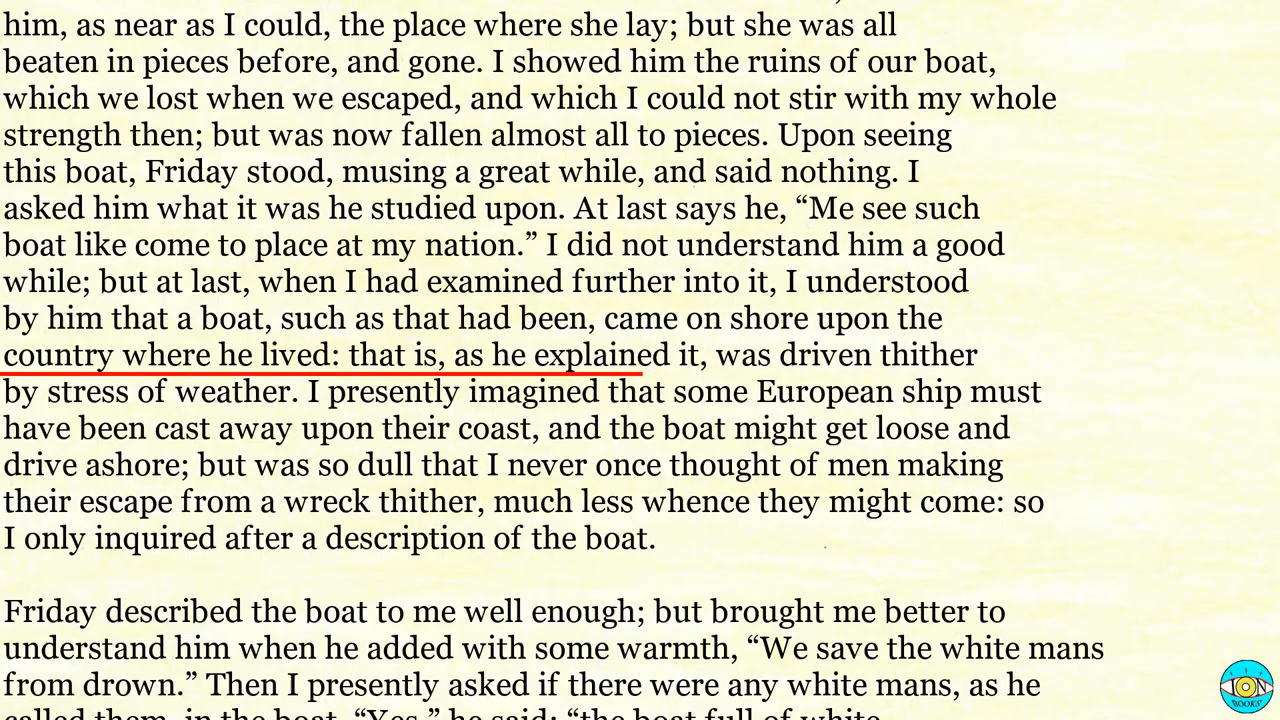 him, as near as I could, the place where she lay; but she was all
beaten in pieces before, and gone. I showed him the ruins of our boat,
which we lost when we escaped, and which I could not stir with my whole
strength then; but was now fallen almost all to pieces. Upon seeing
this boat, Friday stood, musing a great while, and said nothing. I
asked him what it was he studied upon. At last says he, “Me see such
boat like come to place at my nation.” I did not understand him a good
while; but at last, when I had examined further into it, I understood
by him that a boat, such as that had been, came on shore upon the
country where he lived: that is, as he explained it, was driven thither
by stress of weather. I presently imagined that some European ship must
have been cast away upon their coast, and the boat might get loose and
drive ashore; but was so dull that I never once thought of men making
their escape from a wreck thither, much less whence they might come: so
I only inquired after a description of the boat.
Friday described the boat to me well enough; but brought me better to
understand him when he added with some warmth, “We save the white mans
from drown.” Then I presently asked if there were any white mans, as he
called them, in the boat. “Yes,” he said; “the boat full of white
ION
BOOKS